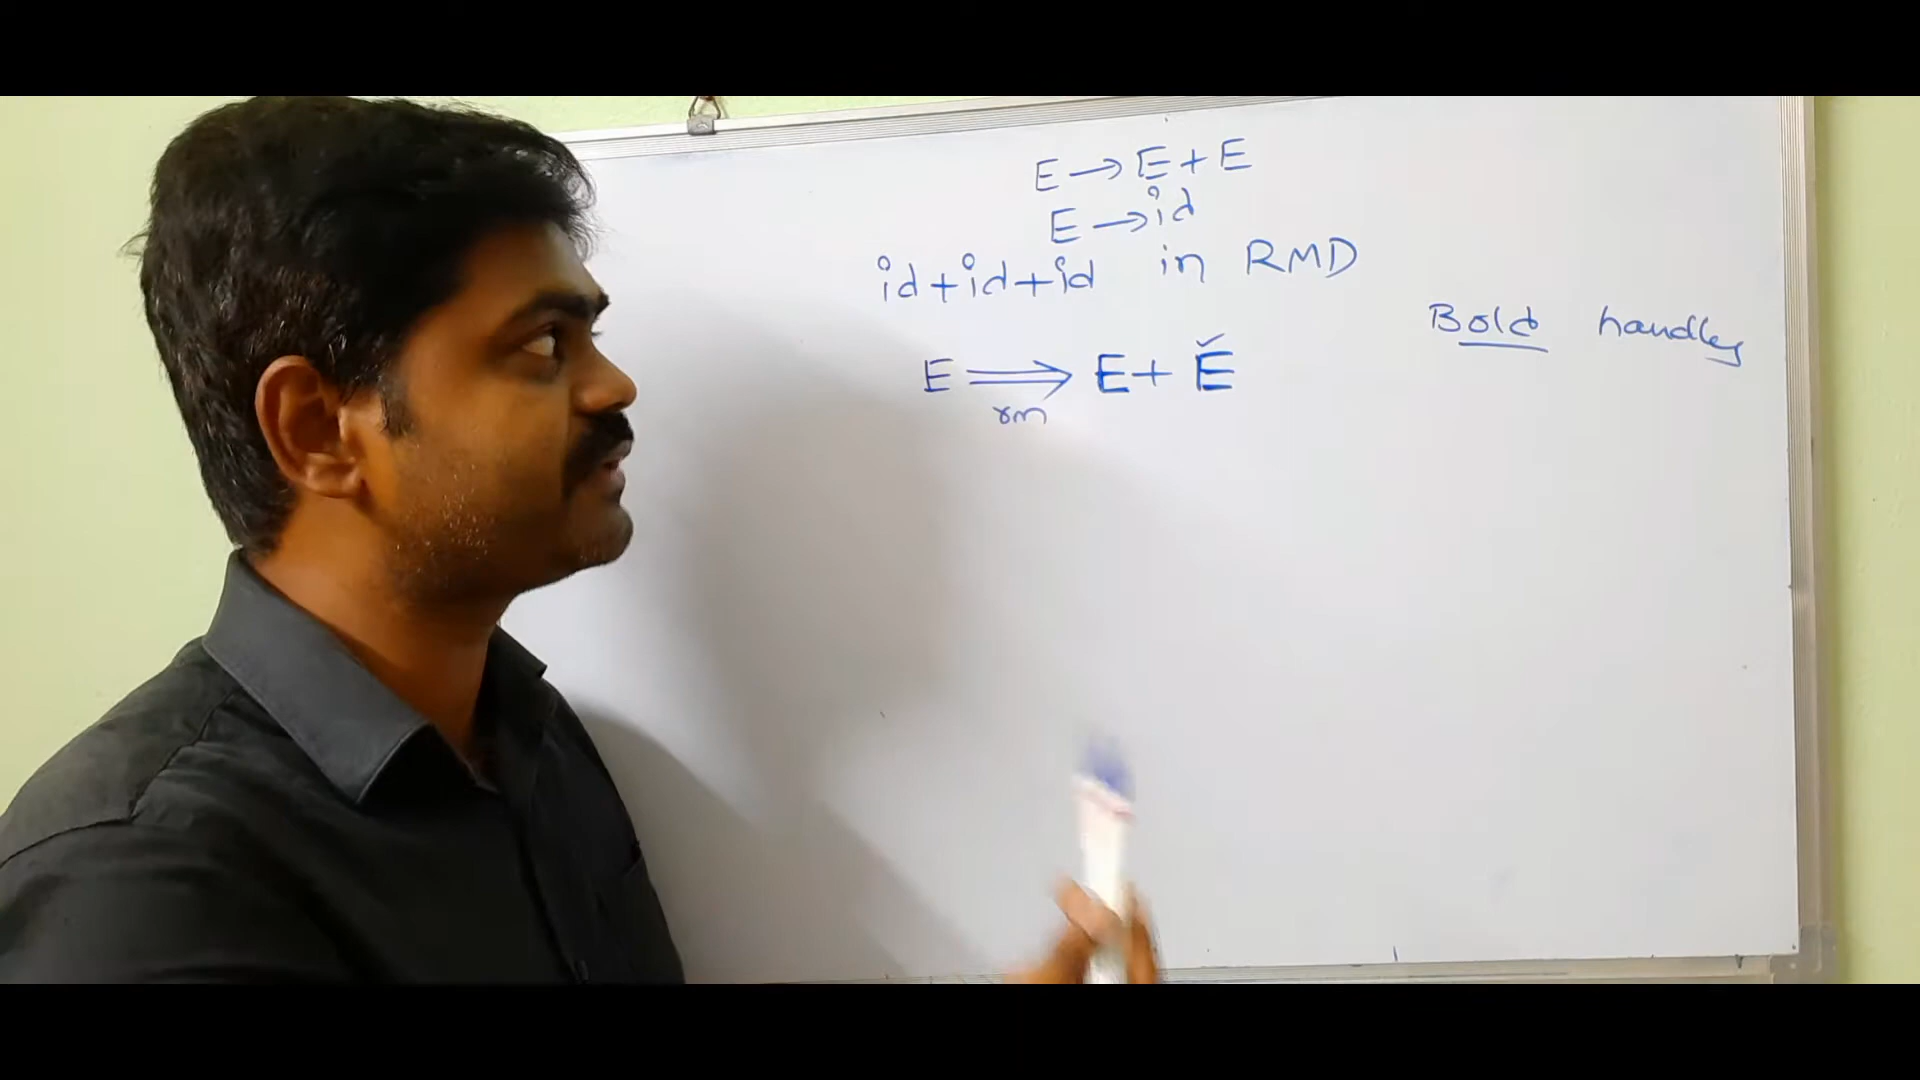 E → E + E
E → id
id + id + id in RMD
Bold handles
E ⇒ E + E
rm